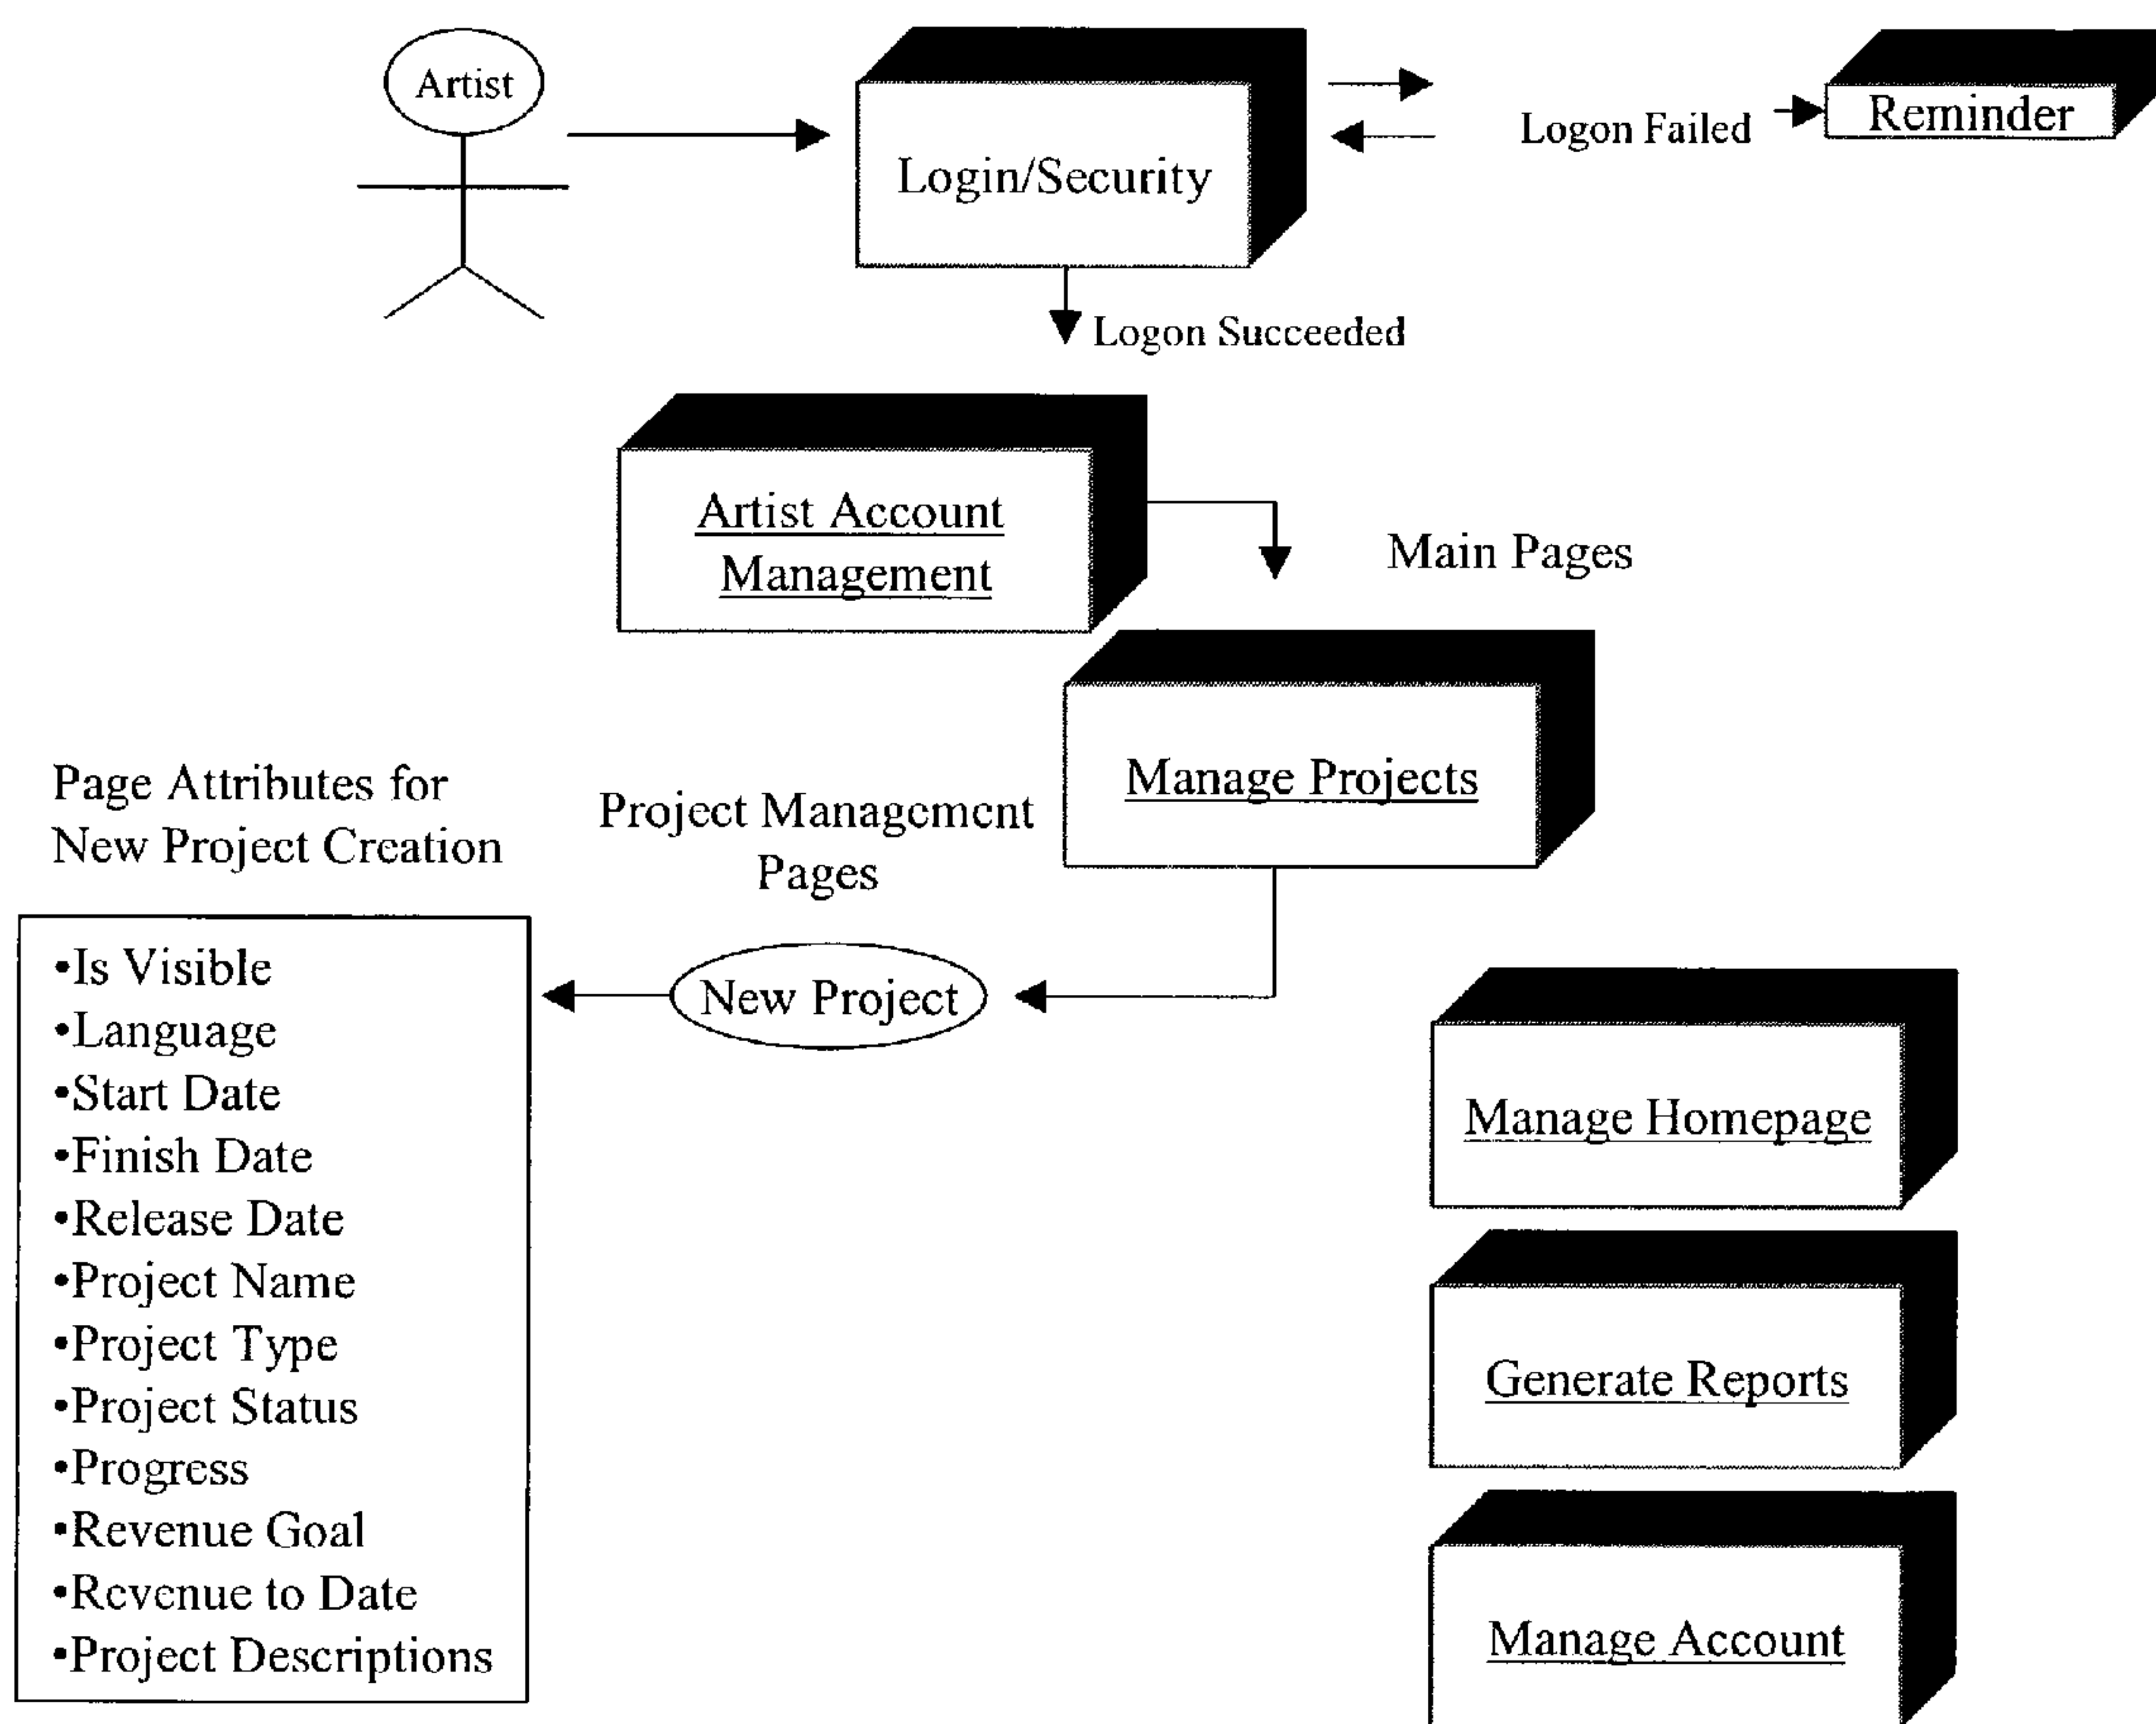 Artist
Login/Security
Logon Failed
Reminder
Logon Succeeded
Artist Account
Management
Main Pages
Manage Projects
Page Attributes for
New Project Creation
Project Management
Pages
New Project
•Is Visible
•Language
•Start Date
•Finish Date
•Release Date
•Project Name
•Project Type
•Project Status
•Progress
•Revenue Goal
•Revenue to Date
•Project Descriptions
Manage Homepage
Generate Reports
Manage Account